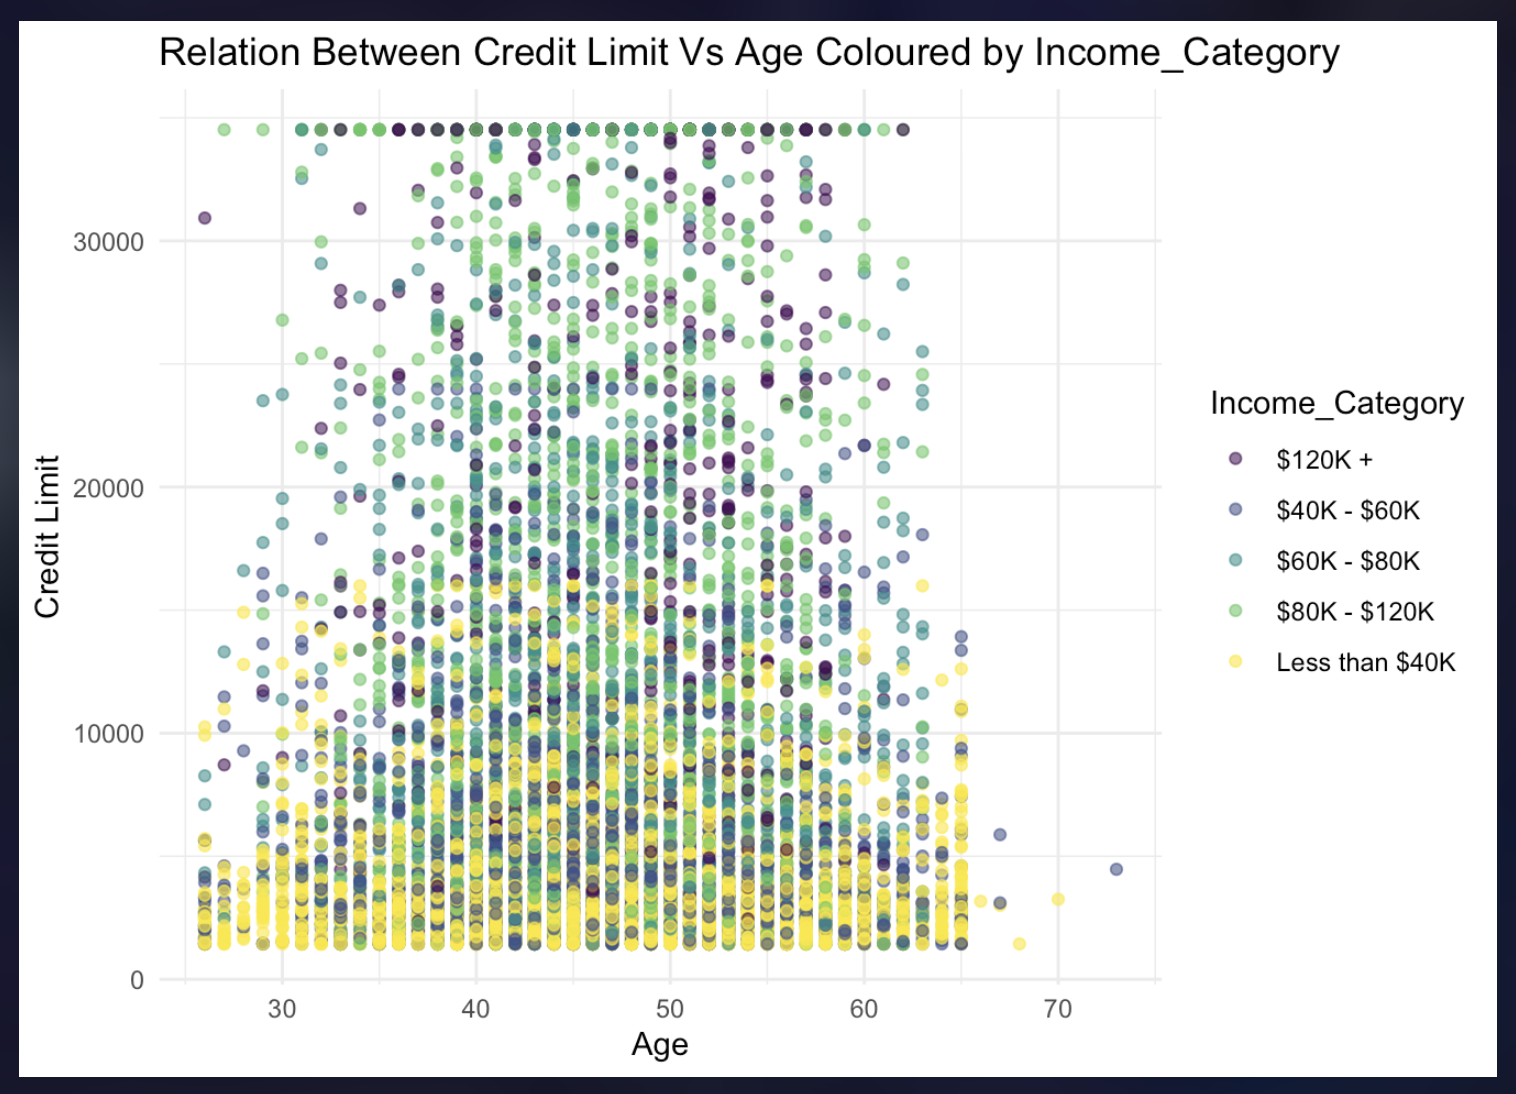 Relation Between Credit Limit Vs Age Coloured by Income_Category
30000
20000
10000
0
Credit Limit
30 40 50 60 70
Age
Income_Category
$120K +
$40K - $60K
$60K - $80K
$80K - $120K
Less than $40K